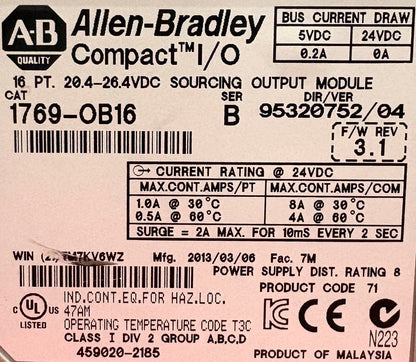 A-B
QUALITY
Allen-Bradley
Compact™ I/O
BUS CURRENT DRAW
5VDC 24VDC
0.2A 0A
16 PT. 20.4-26.4VDC SOURCING OUTPUT MODULE
CAT SER DIR/VER
1769-OB16 B 95320752/04
F/W REV
3.1
CURRENT RATING @ 24VDC
MAX.CONT.AMPS/PT MAX.CONT.AMPS/COM
1.0A @ 30°C 8A @ 30°C
0.5A @ 60°C 4A @ 60°C
SURGE = 2A MAX. FOR 10mS EVERY 2 SEC
WIN Mfg. 2013/03/06 Fac. 7M
POWER SUPPLY DIST. RATING 8
PRODUCT CODE 71
c UL US
LISTED
IND.CONT.EQ.FOR HAZ.LOC.
47AM
OPERATING TEMPERATURE CODE T3C
CLASS I DIV 2 GROUP A,B,C,D
459020-2185
CE
N223
PRODUCT OF MALAYSIA